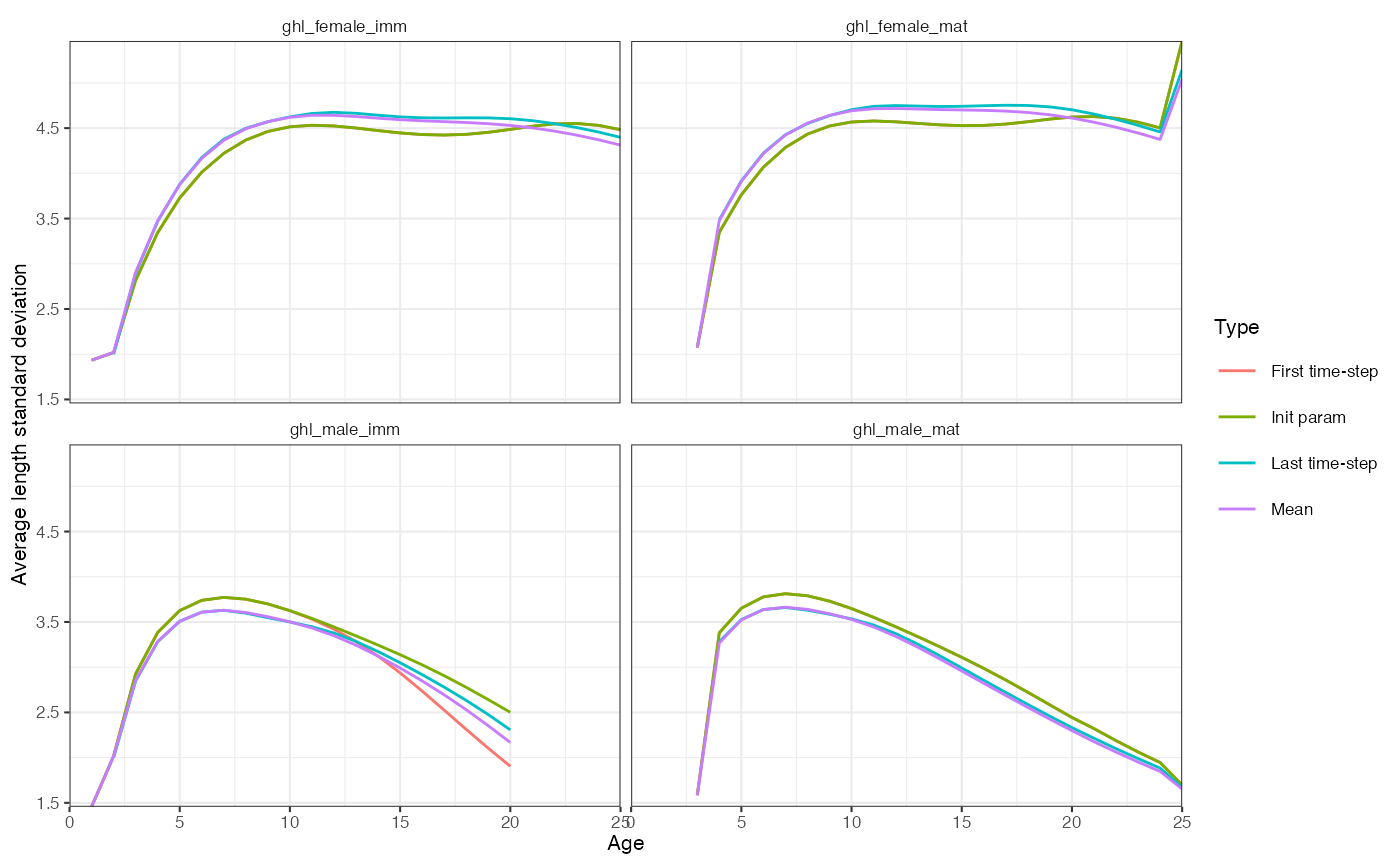 ghl_female_imm
ghl_female_mat
4.5
3.5
2.5
1.5
ghl_male_imm
ghl_male_mat
4.5
3.5
2.5
1.5
0 5 10 15 20 25
0 5 10 15 20 25
Age
Average length standard deviation
Type
First time-step
Init param
Last time-step
Mean